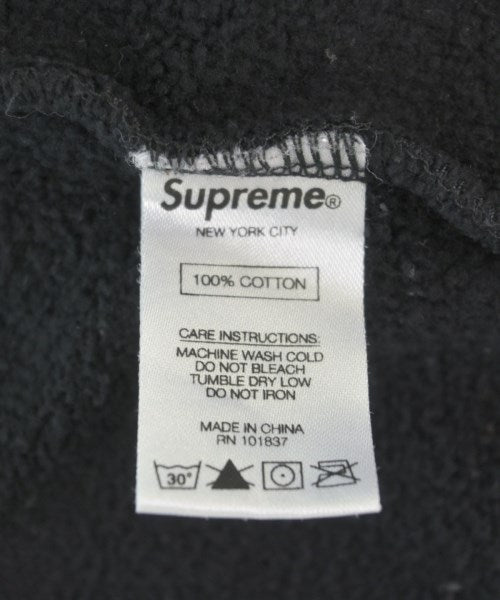 Supreme®
NEW YORK CITY
100% COTTON
CARE INSTRUCTIONS:
MACHINE WASH COLD
DO NOT BLEACH
TUMBLE DRY LOW
DO NOT IRON
MADE IN CHINA
RN 101837
30°